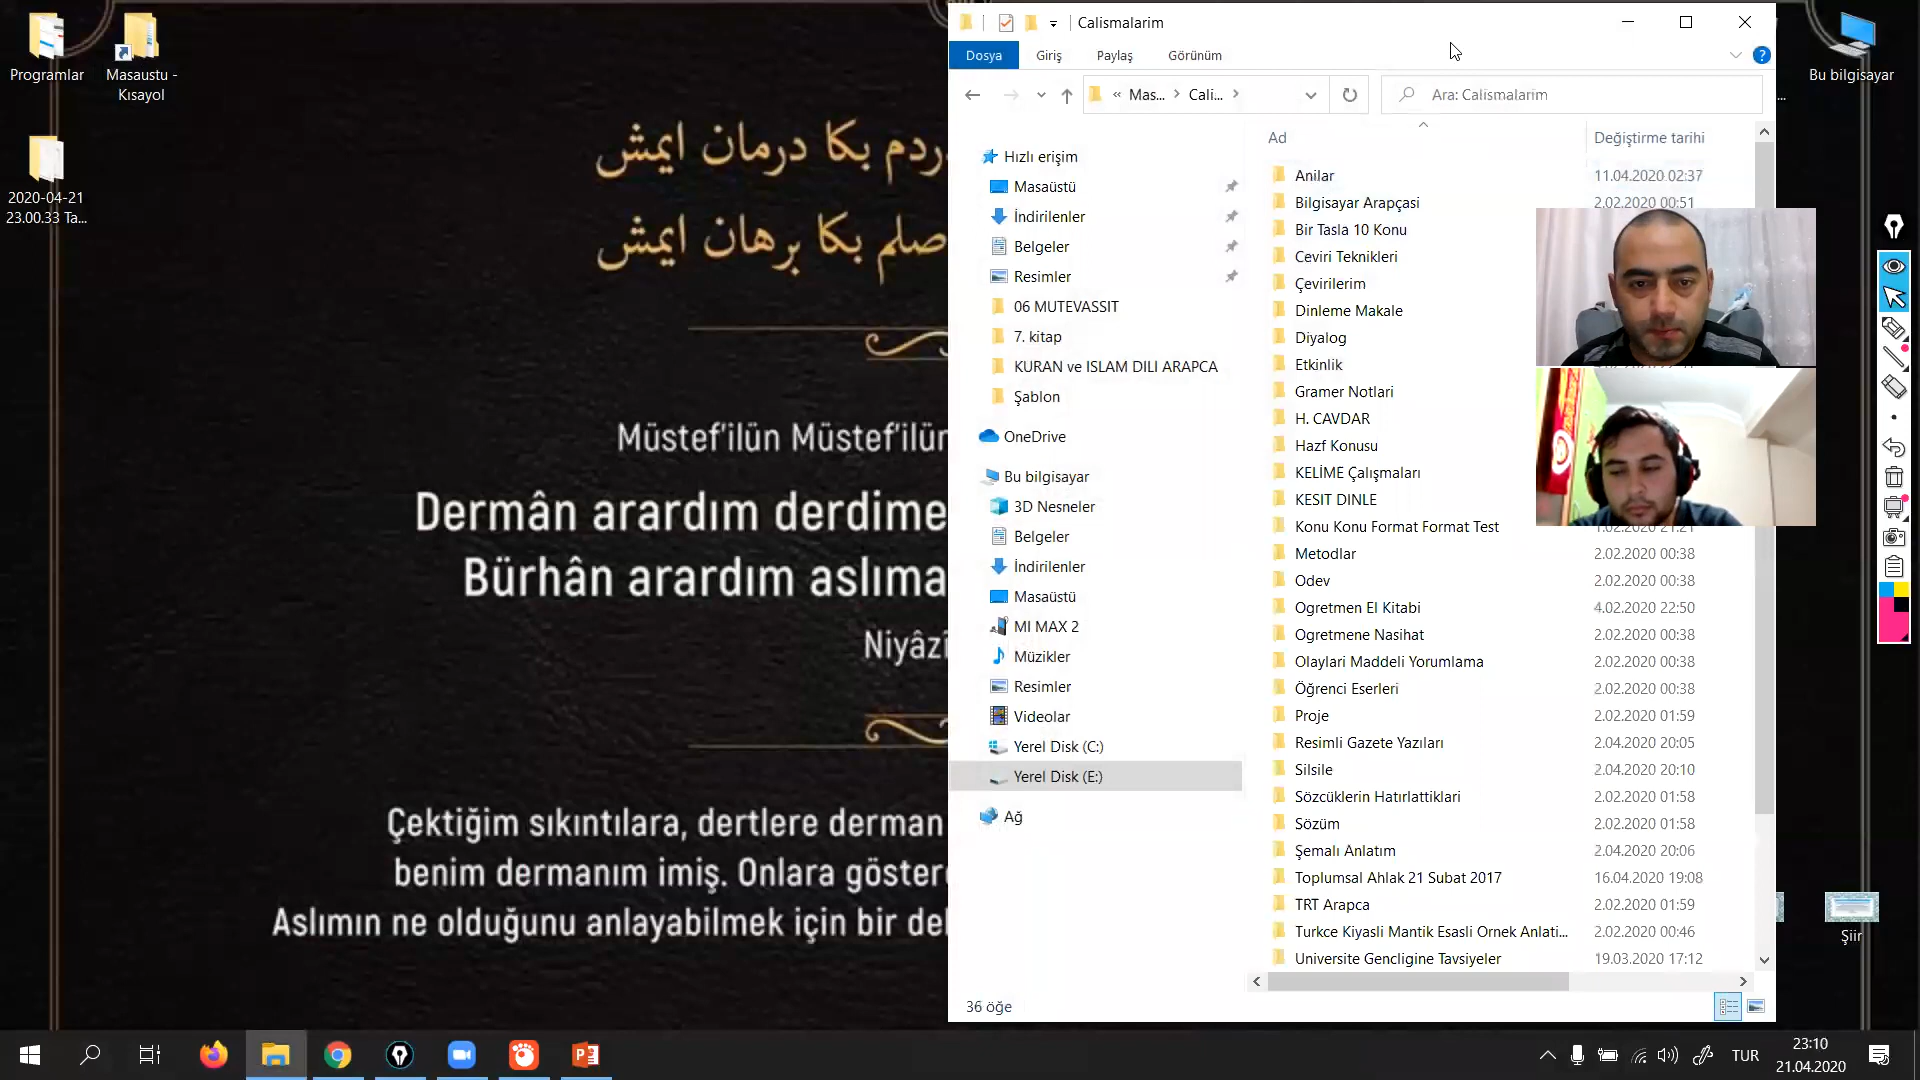 Programlar
Masaustu -
Kısayol
2020-04-21
23.00.33 Ta...
Bu bilgisayar
...
دردم بكا درمان ايمش
اصلم بكا برهان ايمش
Müstef'ilün Müstef'ilün
Dermân arardım derdime
Bürhân arardım aslıma
Niyâzî
Çektiğim sıkıntılara, dertlere derman
benim dermanım imiş. Onlara göster
Aslımın ne olduğunu anlayabilmek için bir del
Şiir
Calismalarim
Dosya
Giriş
Paylaş
Görünüm
?
« Mas... > Cali... >
Ara: Calismalarim
Hızlı erişim
Masaüstü
İndirilenler
Belgeler
Resimler
06 MUTEVASSIT
7. kitap
KURAN ve ISLAM DILI ARAPCA
Şablon
OneDrive
Bu bilgisayar
3D Nesneler
Belgeler
İndirilenler
Masaüstü
MI MAX 2
Müzikler
Resimler
Videolar
Yerel Disk (C:)
Yerel Disk (E:)
Ağ
Ad Değiştirme tarihi
Anilar 11.04.2020 02:37
Bilgisayar Arapçasi 2.02.2020 00:51
Bir Tasla 10 Konu
Ceviri Teknikleri
Çevirilerim
Dinleme Makale
Diyalog
Etkinlik
Gramer Notlari
H. CAVDAR
Hazf Konusu
KELİME Çalışmaları
KESIT DINLE
Konu Konu Format Format Test 1.02.2020 21:21
Metodlar 2.02.2020 00:38
Odev 2.02.2020 00:38
Ogretmen El Kitabi 4.02.2020 22:50
Ogretmene Nasihat 2.02.2020 00:38
Olaylari Maddeli Yorumlama 2.02.2020 00:38
Öğrenci Eserleri 2.02.2020 00:38
Proje 2.02.2020 01:59
Resimli Gazete Yazıları 2.04.2020 20:05
Silsile 2.04.2020 20:10
Sözcüklerin Hatırlattiklari 2.02.2020 01:58
Sözüm 2.02.2020 01:58
Şemalı Anlatım 2.04.2020 20:06
Toplumsal Ahlak 21 Subat 2017 16.04.2020 19:08
TRT Arapca 2.02.2020 01:59
Turkce Kiyasli Mantik Esasli Ornek Anlati... 2.02.2020 00:46
Universite Gencligine Tavsiyeler 19.03.2020 17:12
36 öğe
TUR
23:10
21.04.2020